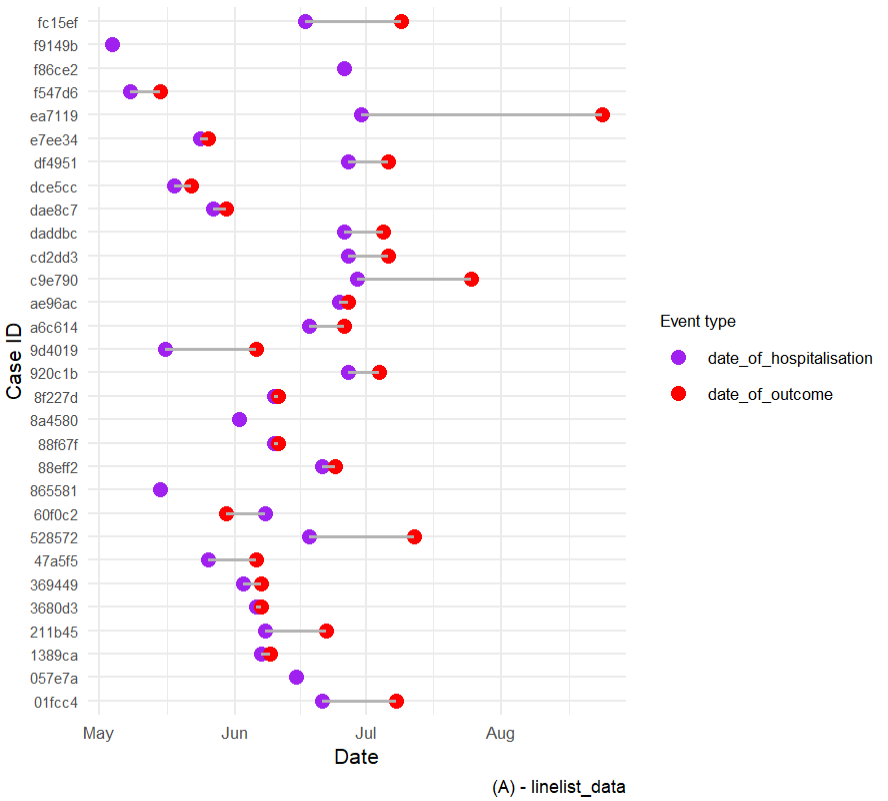 fc15ef
f9149b
f86ce2
f547d6
ea7119
e7ee34
df4951
dce5cc
dae8c7
daddbc
cd2dd3
c9e790
ae96ac
a6c614
9d4019
920c1b
8f227d
8a4580
88f67f
88eff2
865581
60f0c2
528572
47a5f5
369449
3680d3
211b45
1389ca
057e7a
01fcc4
Case ID
May Jun Jul Aug
Date
Event type
date_of_hospitalisation
date_of_outcome
(A) - linelist_data